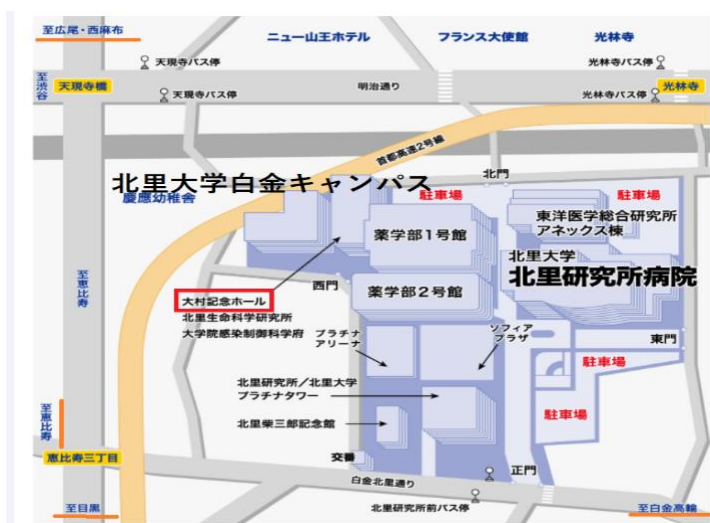 至広尾・西麻布
ニュー山王ホテル
フランス大使館
光林寺
天現寺バス停
光林寺バス停
至渋谷
天現寺橋
明治通り
光林寺
天現寺バス停
光林寺バス停
首都高速2号線
北門
北里大学白金キャンパス
慶應幼稚舎
駐車場
駐車場
東洋医学総合研究所
アネックス棟
薬学部1号館
北里大学
北里研究所病院
至恵比寿
西門
薬学部2号館
大村記念ホール
北里生命科学研究所
大学院感染制御科学府
プラチナ
アリーナ
ソフィア
プラザ
東門
駐車場
北里研究所/北里大学
プラチナタワー
北里柴三郎記念館
駐車場
至恵比寿
恵比寿三丁目
交番
正門
白金北里通り
至目黒
北里研究所前バス停
至白金高輪